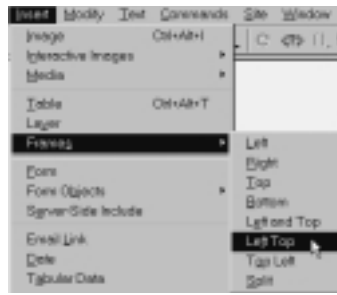 Insert Modify Text Commands Site Window
Image Ctrl+Alt+I
Interactive Images
Media
Table Ctrl+Alt+T
Layer
Frames
Left
Right
Top
Bottom
Left and Top
Left Top
Top Left
Split
Form
Form Objects
Server-Side Include
Email Link
Date
Tabular Data